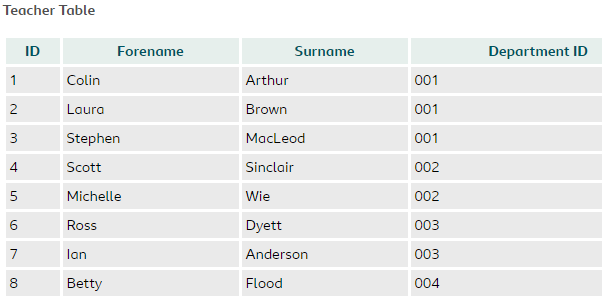 Teacher Table
ID Forename Surname Department ID
1 Colin Arthur 001
2 Laura Brown 001
3 Stephen MacLeod 001
4 Scott Sinclair 002
5 Michelle Wie 002
6 Ross Dyett 003
7 Ian Anderson 003
8 Betty Flood 004